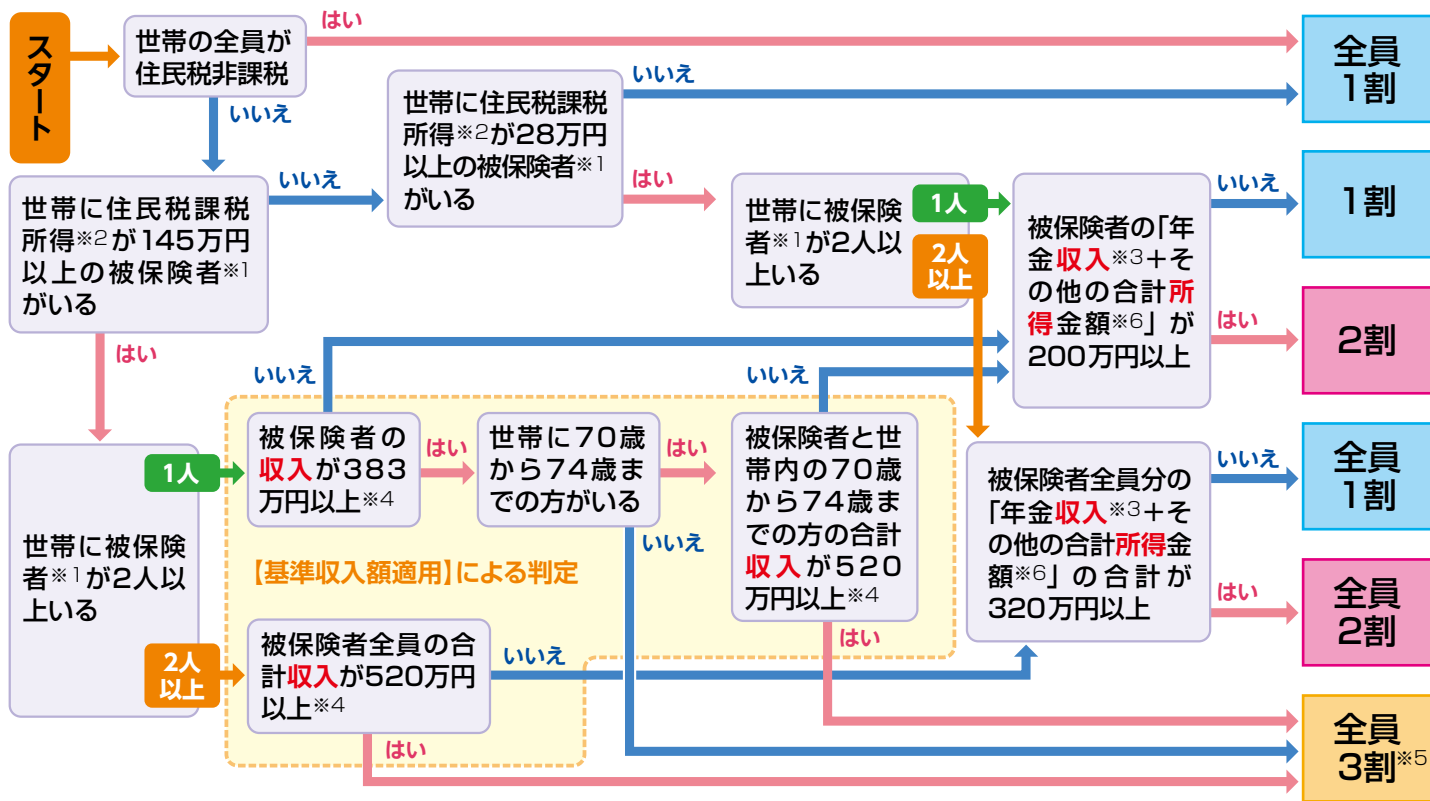 スタート
世帯の全員が
住民税非課税
はい
全員
1割
いいえ
世帯に住民税課税
所得※2が28万円
以上の被保険者※1
がいる
いいえ
はい
世帯に住民税課税
所得※2が145万円
以上の被保険者※1
がいる
いいえ
はい
世帯に被保険
者※1が2人以
上いる
1人
2人
以上
被保険者の「年
金収入※3+そ
の他の合計所
得金額※6」が
200万円以上
いいえ
1割
はい
2割
世帯に被保険
者※1が2人以
上いる
1人
2人
以上
被保険者の
収入が383
万円以上※4
いいえ
はい
世帯に70歳
から74歳ま
での方がいる
はい
いいえ
被保険者と世
帯内の70歳
から74歳ま
での方の合計
収入が520
万円以上※4
いいえ
はい
【基準収入額適用】による判定
被保険者全員の合
計収入が520万円
以上※4
いいえ
はい
被保険者全員分の
「年金収入※3+そ
の他の合計所得金
額※6」の合計が
320万円以上
いいえ
全員
1割
はい
全員
2割
全員
3割※5